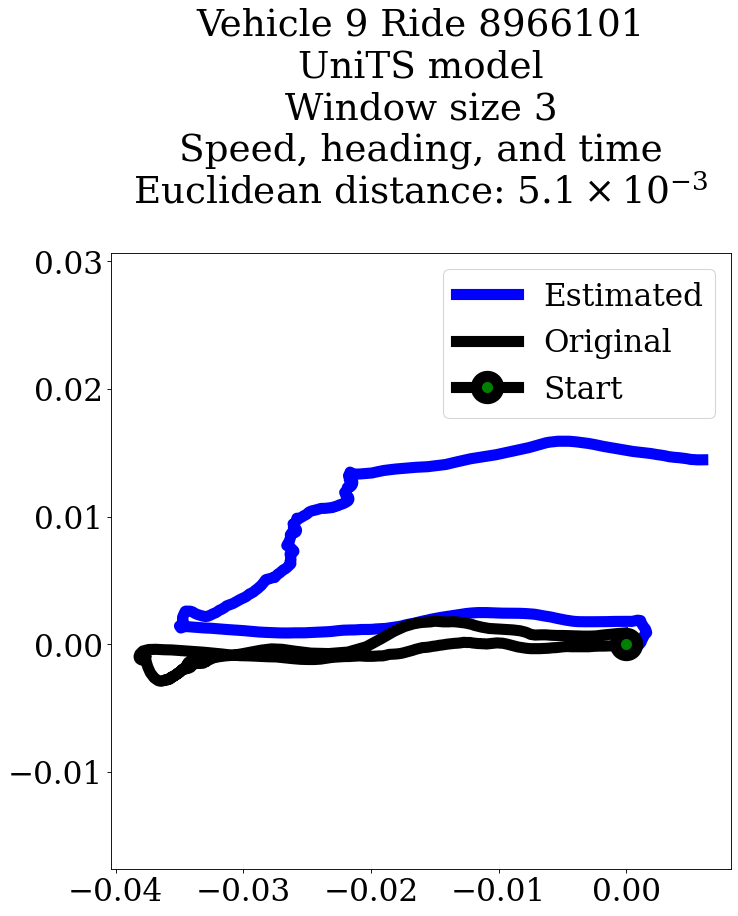 Vehicle 9 Ride 8966101
UniTS model
Window size 3
Speed, heading, and time
Euclidean distance: 5.1 × 10⁻³
Estimated
Original
Start
0.03
0.02
0.01
0.00
−0.01
−0.04 −0.03 −0.02 −0.01 0.00